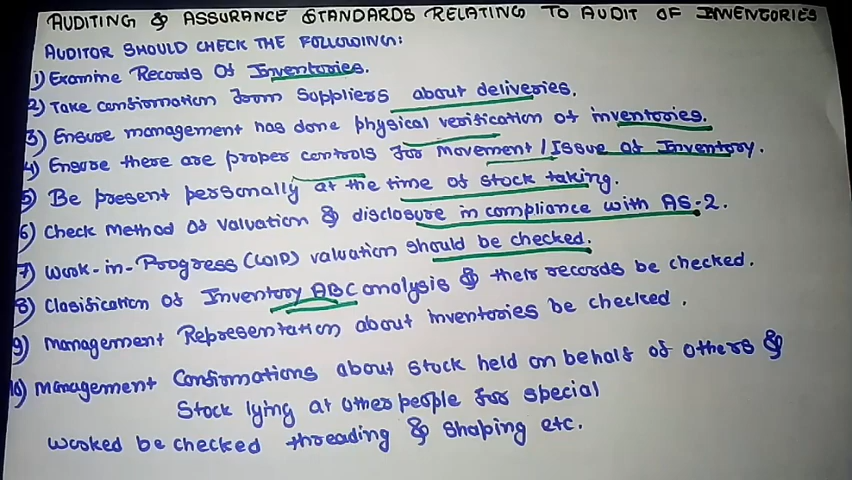 AUDITING & ASSURANCE STANDARDS RELATING TO AUDIT OF INVENTORIES
AUDITOR SHOULD CHECK THE FOLLOWING:
1) Examine Records Of Inventories.
2) Take confirmation from Suppliers about deliveries.
3) Ensure management has done physical verification of inventories.
4) Ensure there are proper controls for movement / Issue of Inventory.
5) Be present personally at the time of stock taking.
6) Check Method Of Valuation & disclosure in compliance with AS-2.
7) Work-in-Progress (WIP) valuation should be checked.
8) Clasification of Inventory ABC analysis & their records be checked.
9) Management Representation about inventories be checked.
10) Management Confirmations about stock held on behalf of others &
Stock lying at other people for special
worked be checked threading & shaping etc.